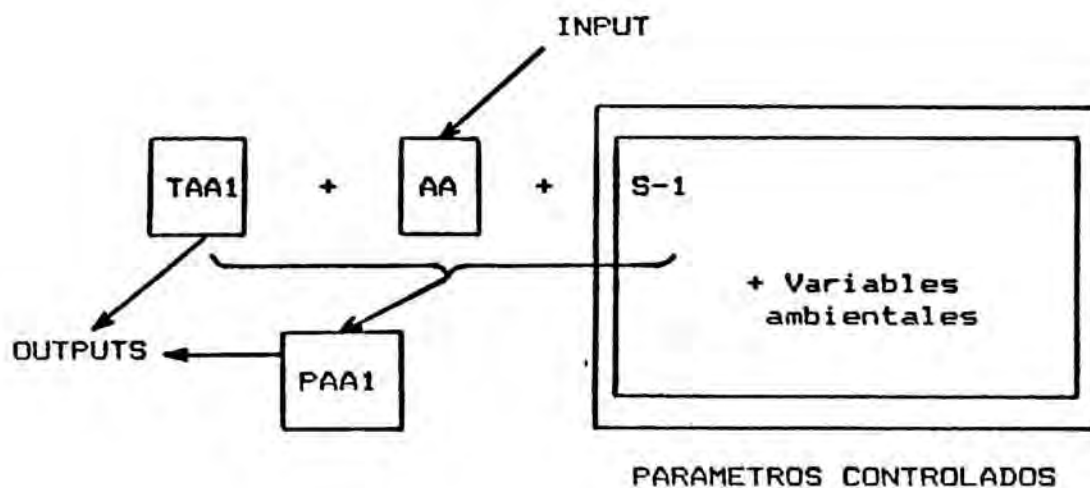 INPUT
TAA1 + AA + S-1
+ Variables
ambientales
OUTPUTS
PAA1
PARAMETROS CONTROLADOS